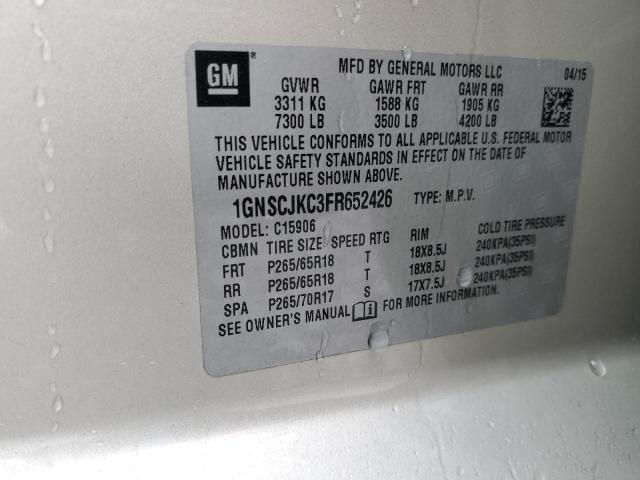 GM ®
MFD BY GENERAL MOTORS LLC 04/15
GVWR GAWR FRT GAWR RR
3311 KG 1588 KG 1905 KG
7300 LB 3500 LB 4200 LB
THIS VEHICLE CONFORMS TO ALL APPLICABLE U.S. FEDERAL MOTOR
VEHICLE SAFETY STANDARDS IN EFFECT ON THE DATE OF
MANUFACTURE SHOWN ABOVE.
1GNSCJKC3FR652426 TYPE: M.P.V.
MODEL: C15906
CBMN TIRE SIZE SPEED RTG RIM COLD TIRE PRESSURE
FRT P265/65R18 T 18X8.5J 240KPA(35PSI)
RR P265/65R18 T 18X8.5J 240KPA(35PSI)
SPA P265/70R17 S 17X7.5J 240KPA(35PSI)
SEE OWNER'S MANUAL FOR MORE INFORMATION.